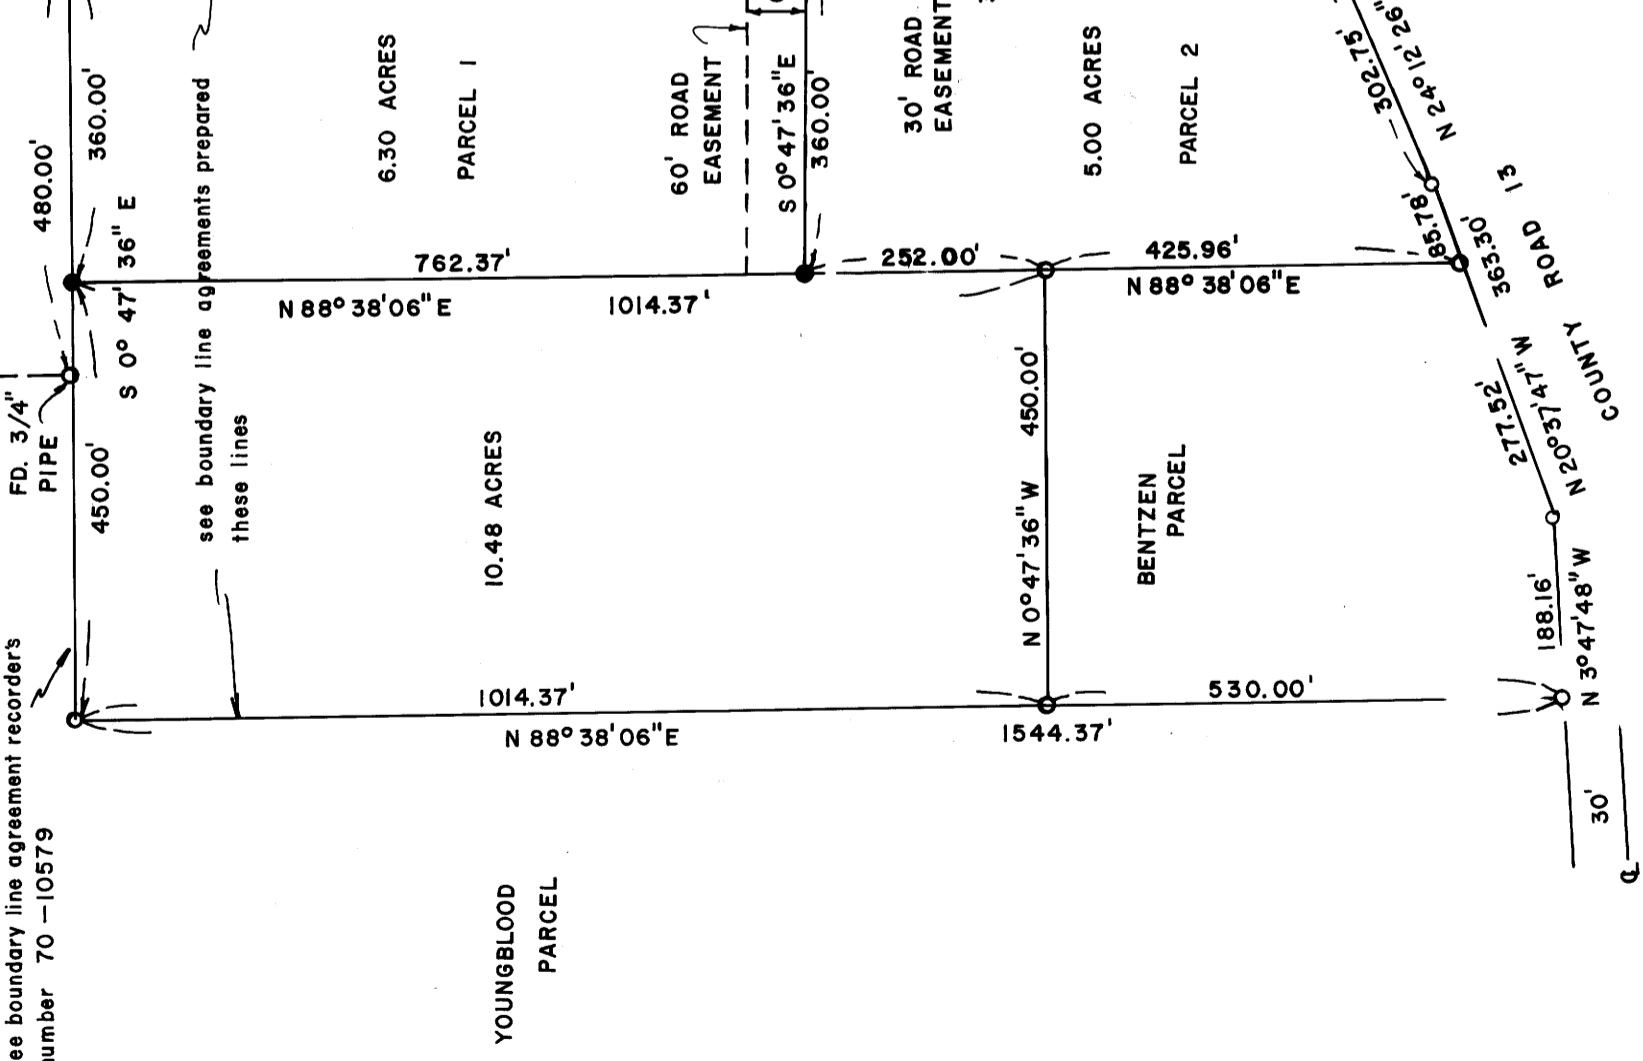 480.00'
360.00'
FD. 3/4"
PIPE
S 0° 47' 36" E
450.00'
see boundary line agreements prepared
these lines
6.30 ACRES
PARCEL 1
60' ROAD
EASEMENT
S 0°47'36"E
360.00'
30' ROAD
EASEMENT
5.00 ACRES
PARCEL 2
302.75'
N 24° 12' 26"
85.78'
363.30'
COUNTY ROAD 13
762.37'
252.00'
425.96'
N 88° 38'06" E
1014.37'
N 88° 38'06" E
10.48 ACRES
N 0°47'36" W 450.00'
BENTZEN
PARCEL
277.52'
N 20°37'47" W
188.16'
N 3°47'48" W
1014.37'
530.00'
N 88° 38'06"E
1544.37'
30'
ee boundary line agreement recorder's
number 70-10579
YOUNGBLOOD
PARCEL